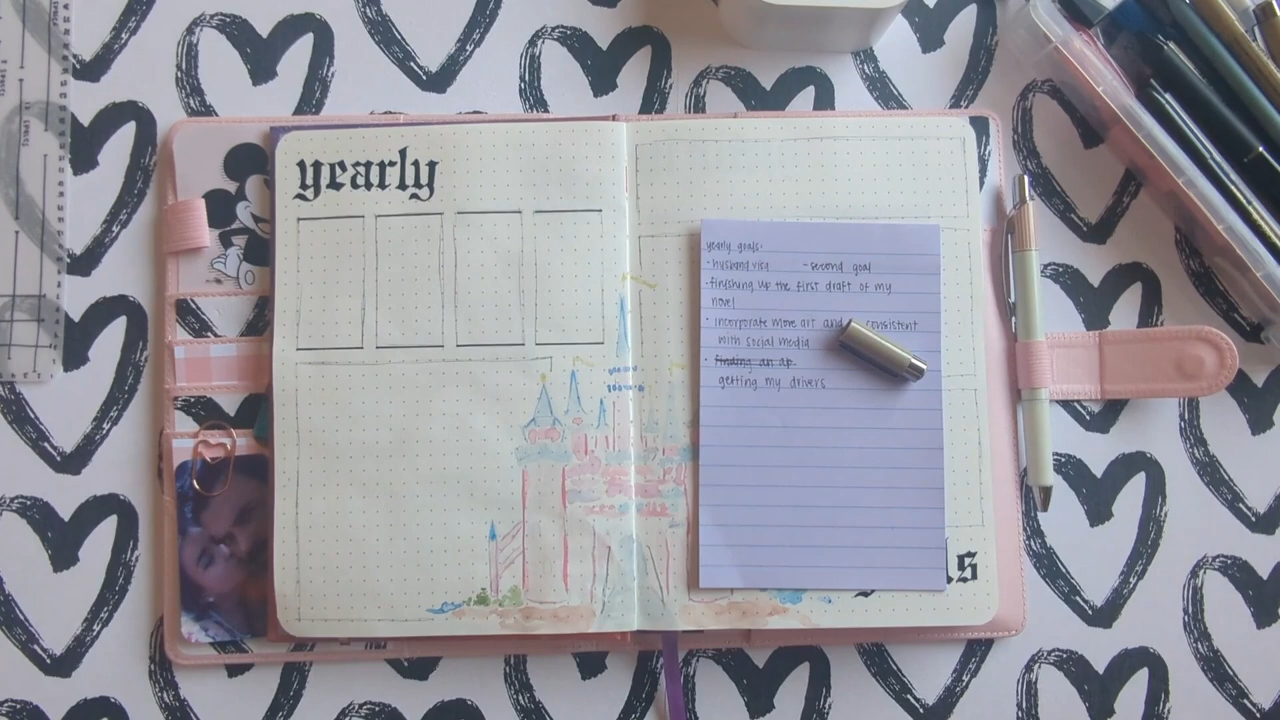 yearly
yearly goals:
- husband visa - second goal
• finishing up the first draft of my
novel
• incorporate more art and consistent
with social media
• finding an ap
getting my drivers
ls